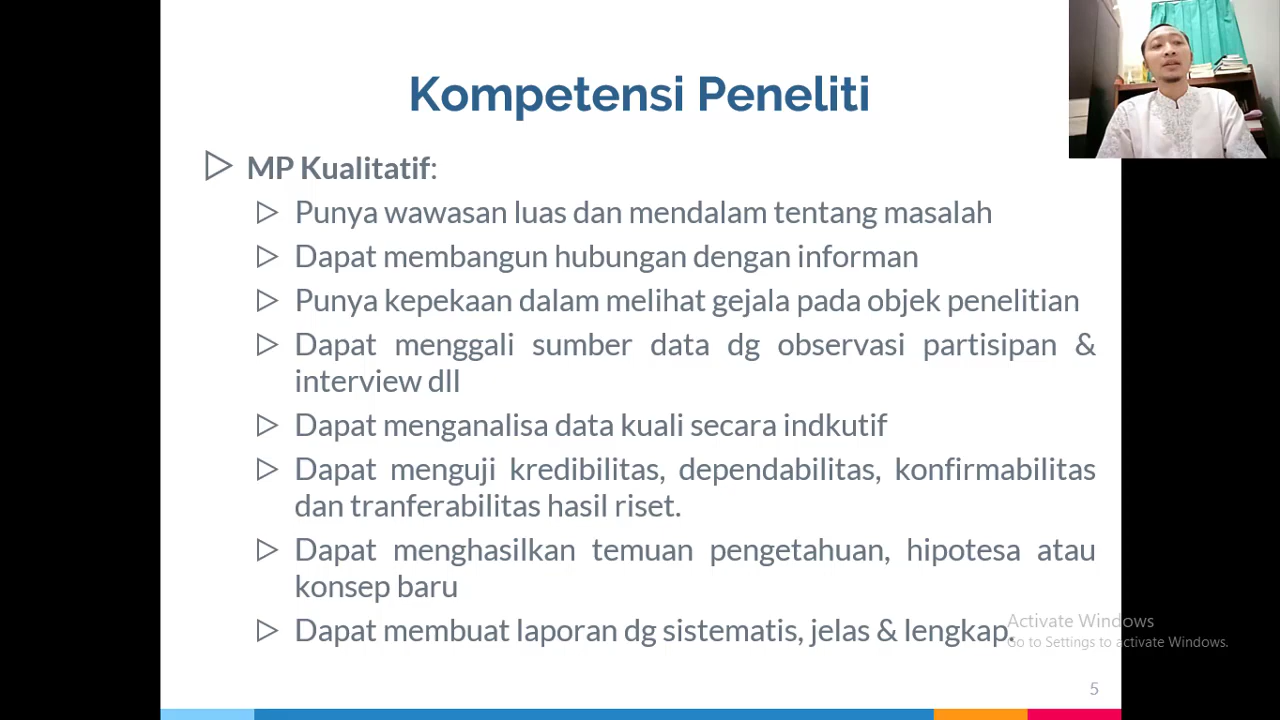 Kompetensi Peneliti
MP Kualitatif:
Punya wawasan luas dan mendalam tentang masalah
Dapat membangun hubungan dengan informan
Punya kepekaan dalam melihat gejala pada objek penelitian
Dapat menggali sumber data dg observasi partisipan &
interview dll
Dapat menganalisa data kuali secara indkutif
Dapat menguji kredibilitas, dependabilitas, konfirmabilitas
dan tranferabilitas hasil riset.
Dapat menghasilkan temuan pengetahuan, hipotesa atau
konsep baru
Dapat membuat laporan dg sistematis, jelas & lengkap.
Activate Windows
Go to Settings to activate Windows.
5